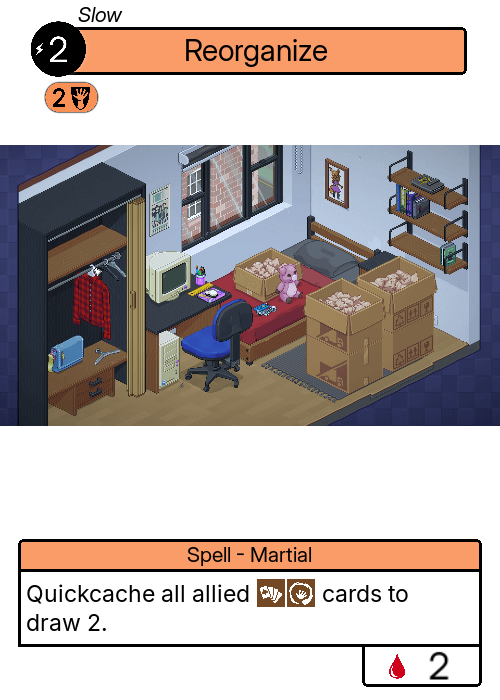 Slow
2
Reorganize
2
Spell - Martial
Quickcache all allied cards to
draw 2.
2